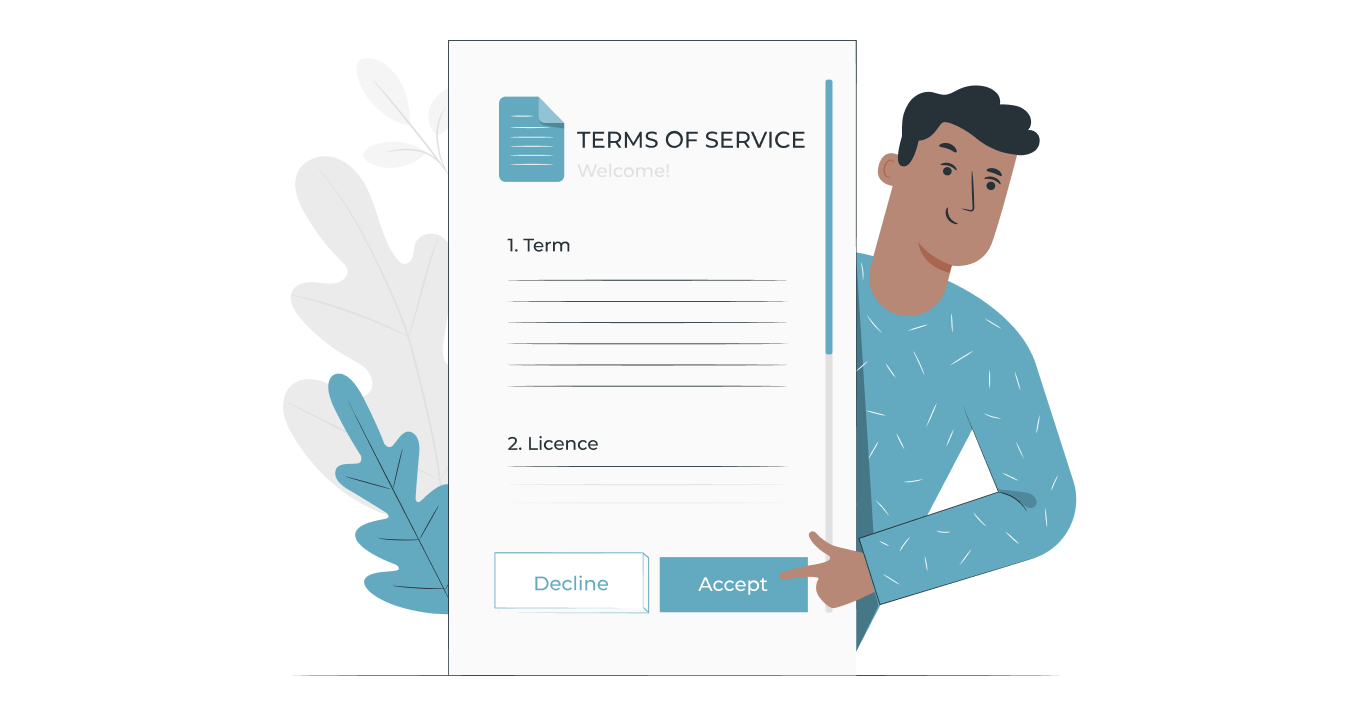 TERMS OF SERVICE
Welcome!
1. Term
2. Licence
Decline
Accept